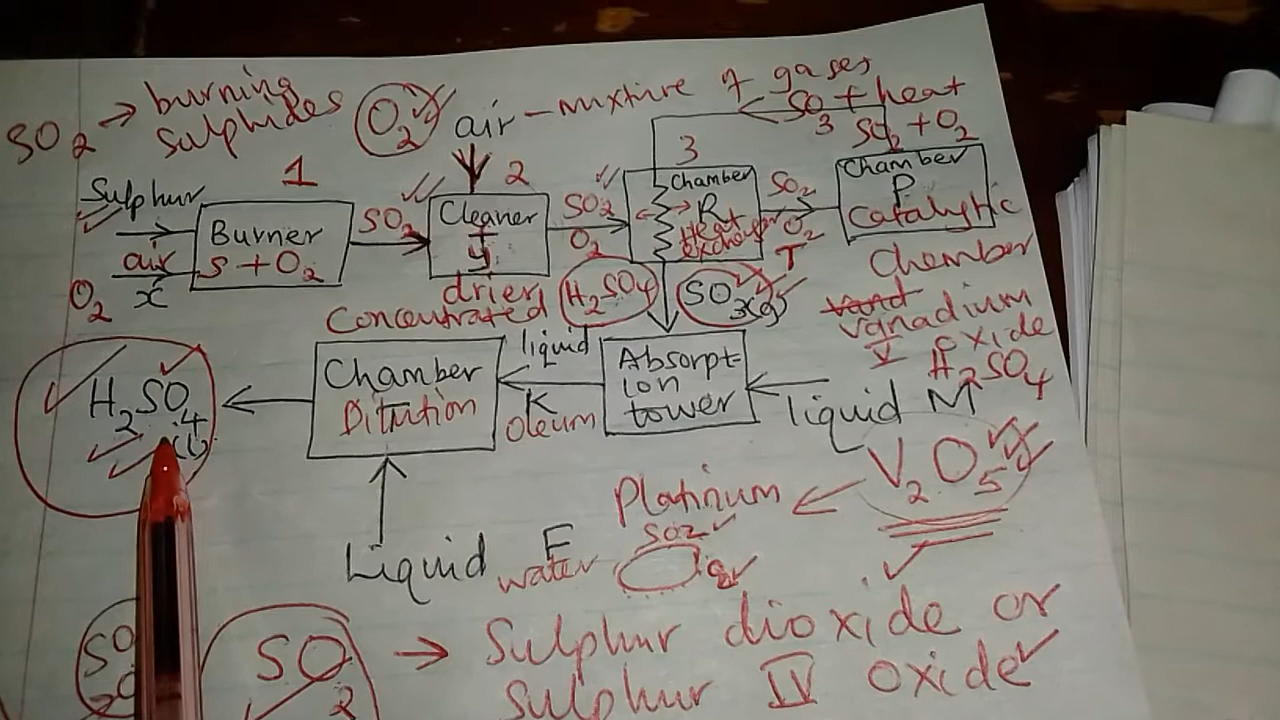 SO2 → burning
sulphides
O2 air - mixture of gases
SO3 + heat
SO2 + O2
Sulphur
1
2
3
air
x
O2
Burner
S + O2
SO2
Cleaner
+
y
drier
SO2
O2
Chamber
R
Heat
exchanger
SO2
O2
T
Chamber
P
Catalytic
Chamber
Vanadium
V oxide
Concentrated
H2SO4
SO3(g)
H2SO4(l)
Chamber
Dilution
liquid
K
Oleum
Absorpt-
ion
tower
liquid M
H2SO4
V2O5
Platinum
SO2
Liquid F
water
SO
SO2 → Sulphur dioxide or
Sulphur IV oxide